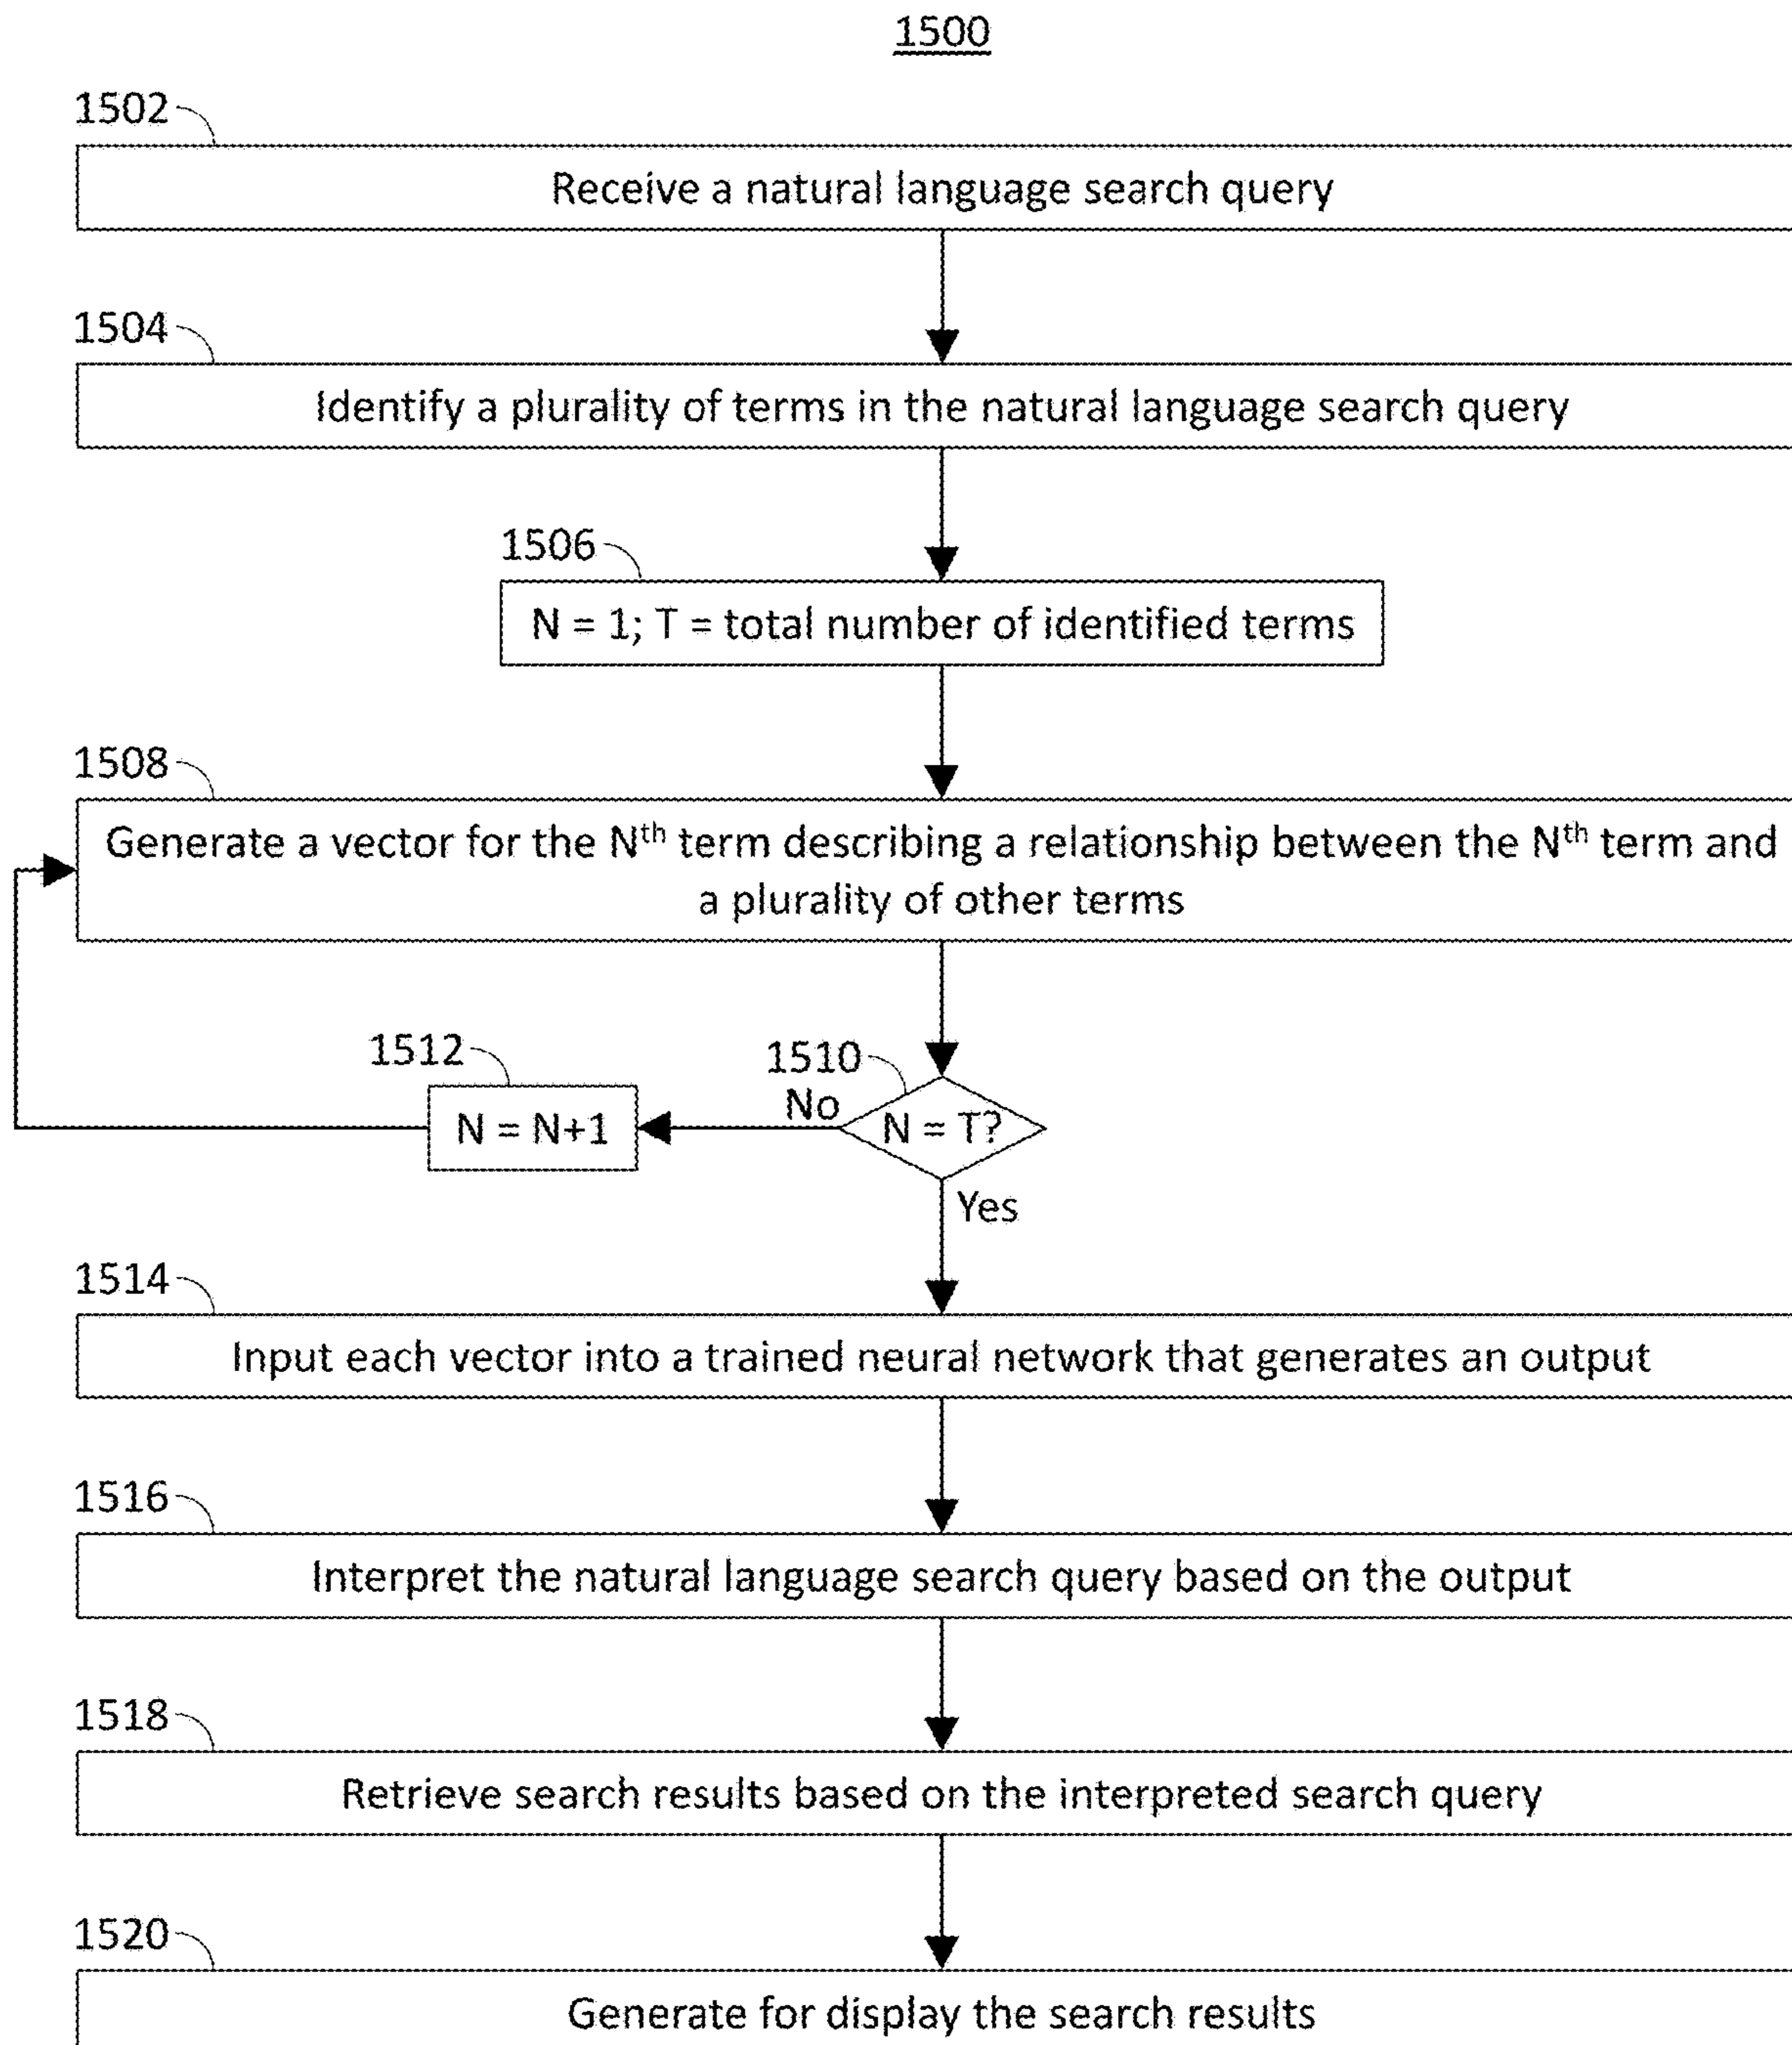 1500
1502
Receive a natural language search query
1504
Identify a plurality of terms in the natural language search query
1506
N = 1; T = total number of identified terms
1508
Generate a vector for the Nth term describing a relationship between the Nth term and
a plurality of other terms
1512
N = N+1
1510
No
N = T?
Yes
1514
Input each vector into a trained neural network that generates an output
1516
Interpret the natural language search query based on the output
1518
Retrieve search results based on the interpreted search query
1520
Generate for display the search results